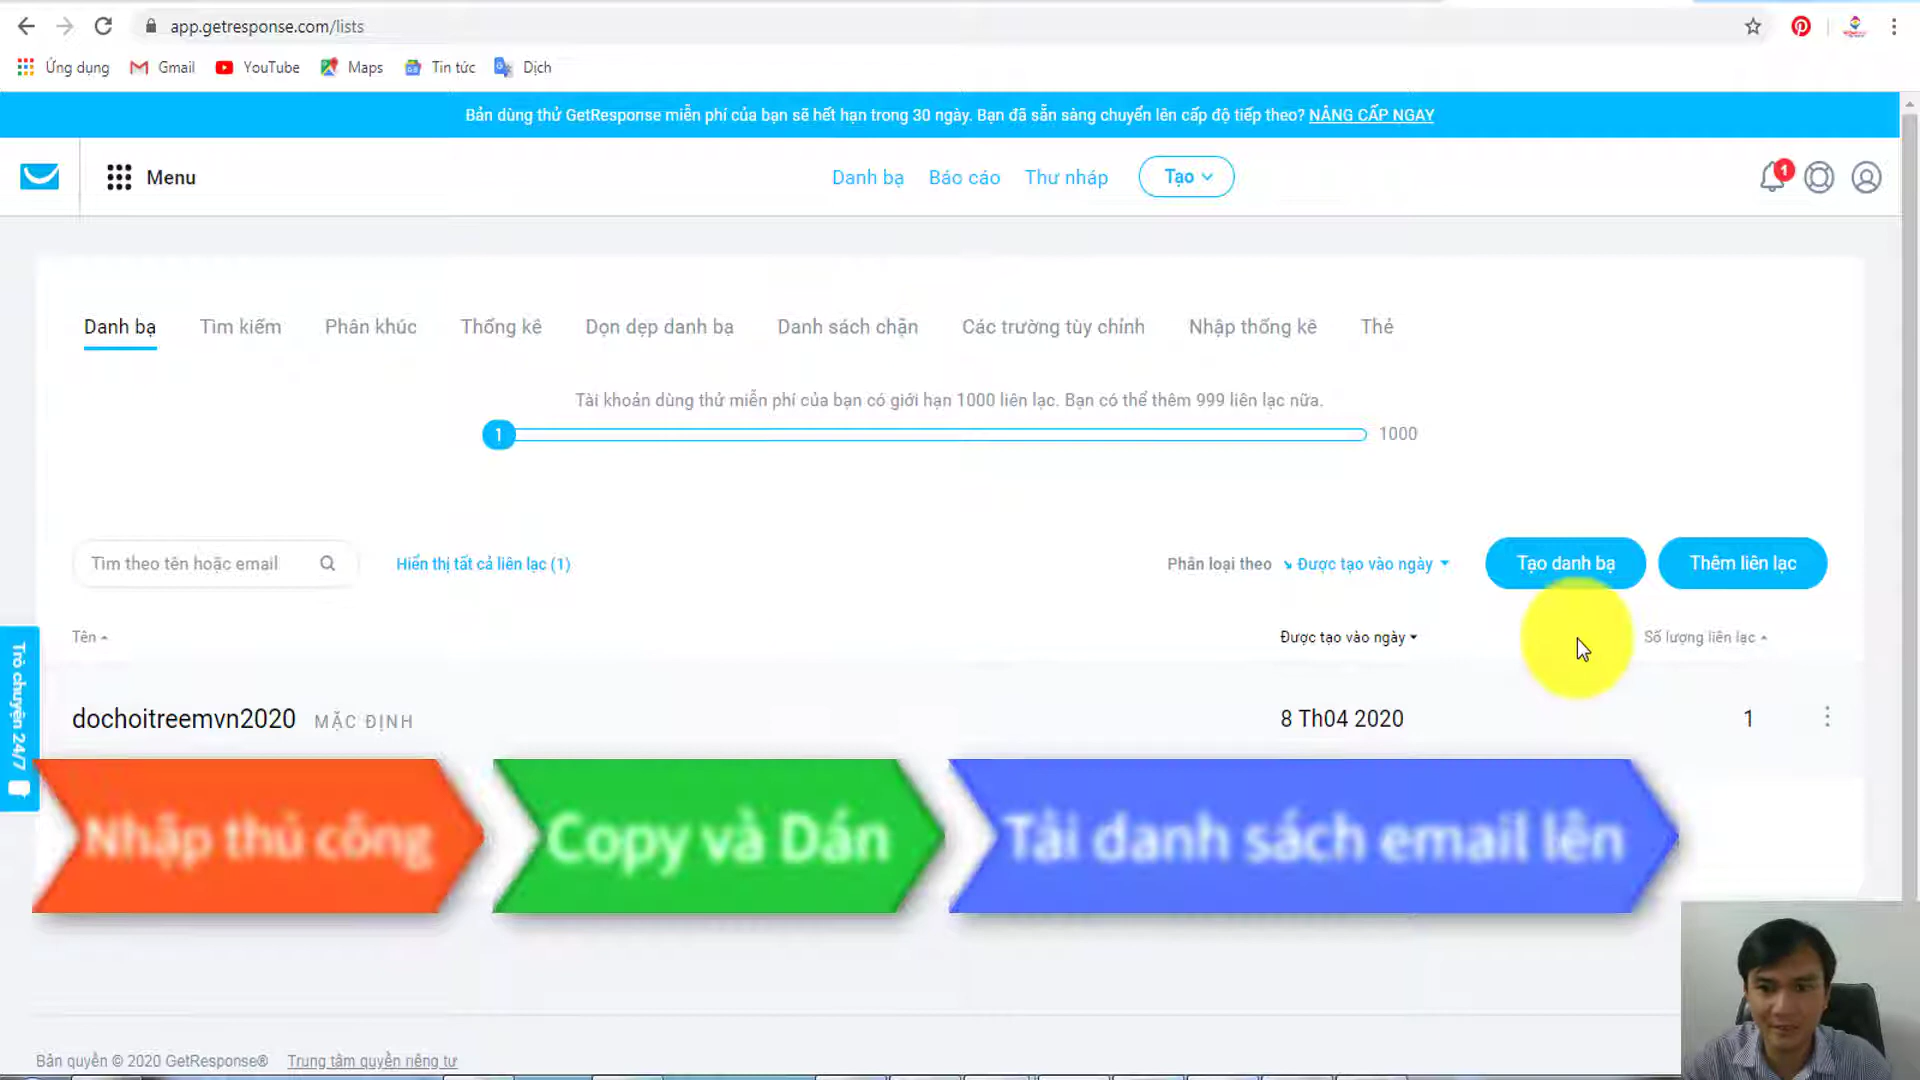 app.getresponse.com/lists
Ứng dụng Gmail YouTube Maps Tin tức Dịch
Bản dùng thử GetResponse miễn phí của bạn sẽ hết hạn trong 30 ngày. Bạn đã sẵn sàng chuyển lên cấp độ tiếp theo? NÂNG CẤP NGAY
Menu Danh bạ Báo cáo Thư nháp Tạo 1
Danh bạ Tìm kiếm Phân khúc Thống kê Dọn dẹp danh bạ Danh sách chặn Các trường tùy chỉnh Nhập thống kê Thẻ
Tài khoản dùng thử miễn phí của bạn có giới hạn 1000 liên lạc. Bạn có thể thêm 999 liên lạc nữa.
1 1000
Tìm theo tên hoặc email Hiển thị tất cả liên lạc (1) Phân loại theo Được tạo vào ngày Tạo danh bạ Thêm liên lạc
Tên Được tạo vào ngày Số lượng liên lạc
dochoitreemvn2020 MẶC ĐỊNH 8 Th04 2020 1
Trò chuyện 24/7
Nhập thủ công Copy và Dán Tải danh sách email lên
Bản quyền © 2020 GetResponse® Trung tâm quyền riêng tư